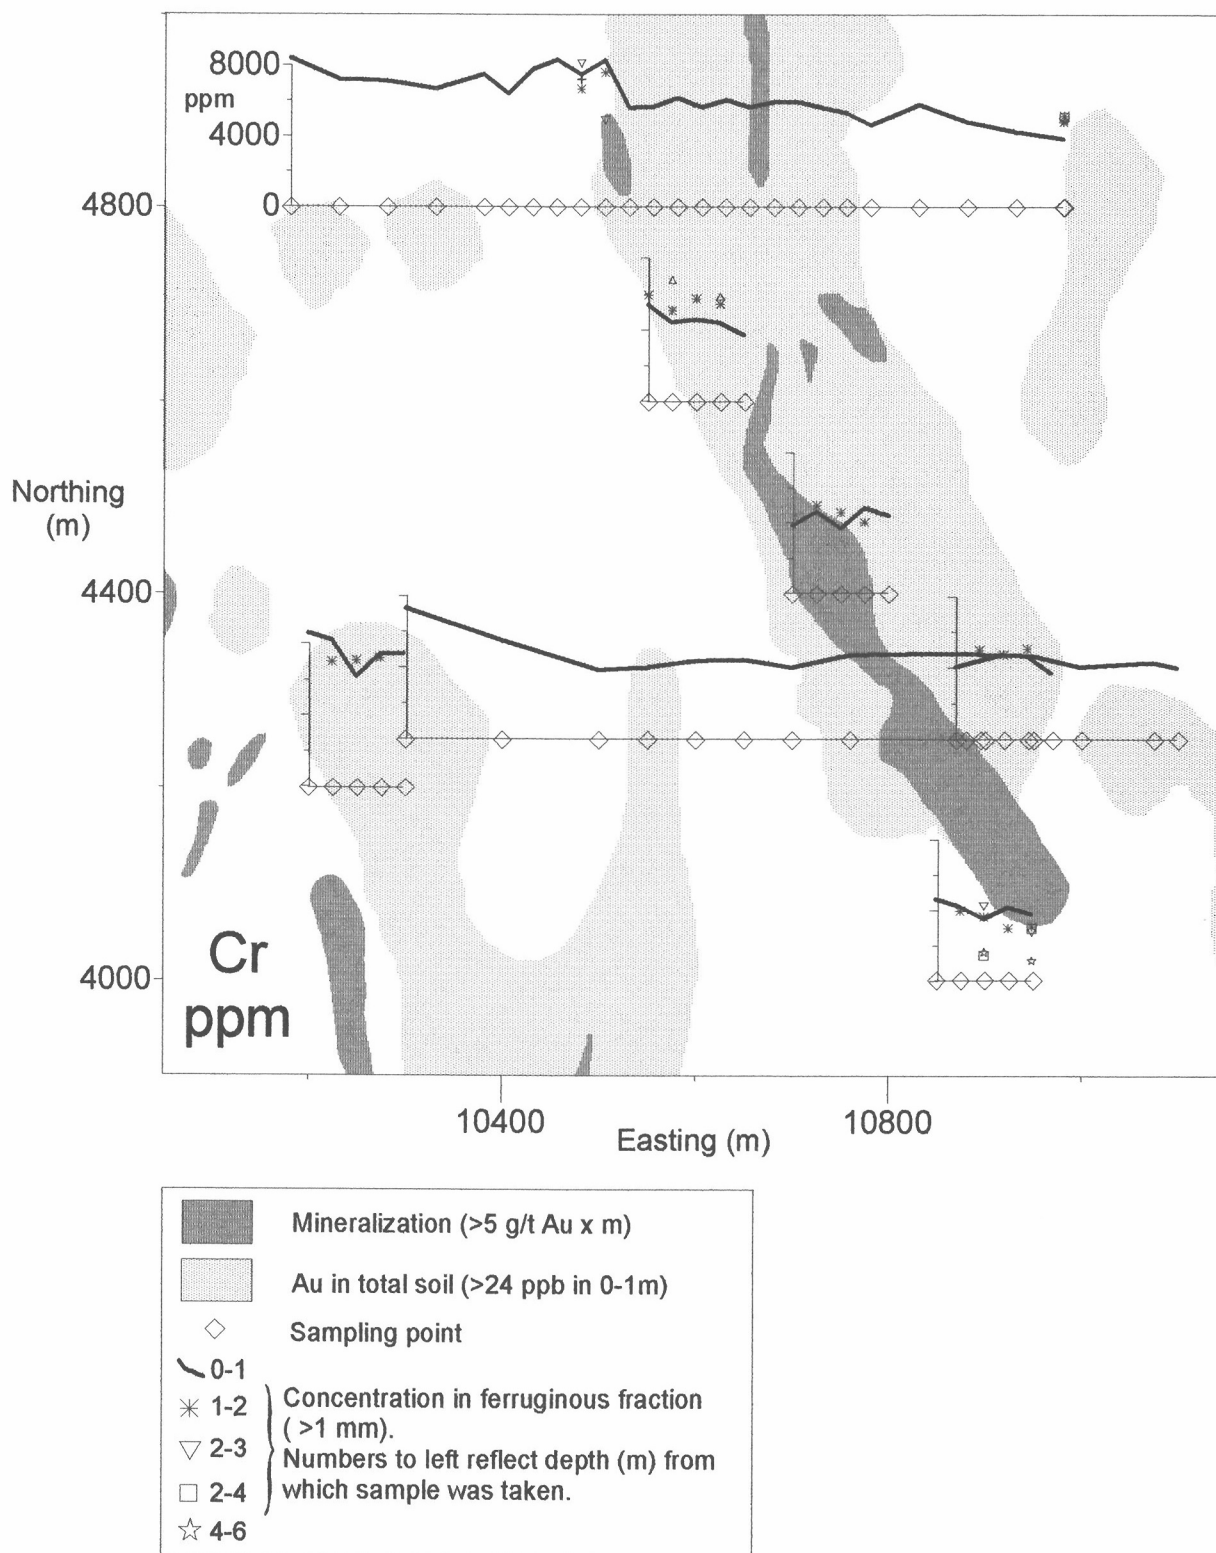 8000
ppm
4000
0
4800
Northing
(m)
4400
4000
Cr
ppm
10400
10800
Easting (m)
Mineralization (>5 g/t Au x m)
Au in total soil (>24 ppb in 0-1m)
Sampling point
0-1
1-2
2-3
2-4
4-6
Concentration in ferruginous fraction
( >1 mm).
Numbers to left reflect depth (m) from
which sample was taken.